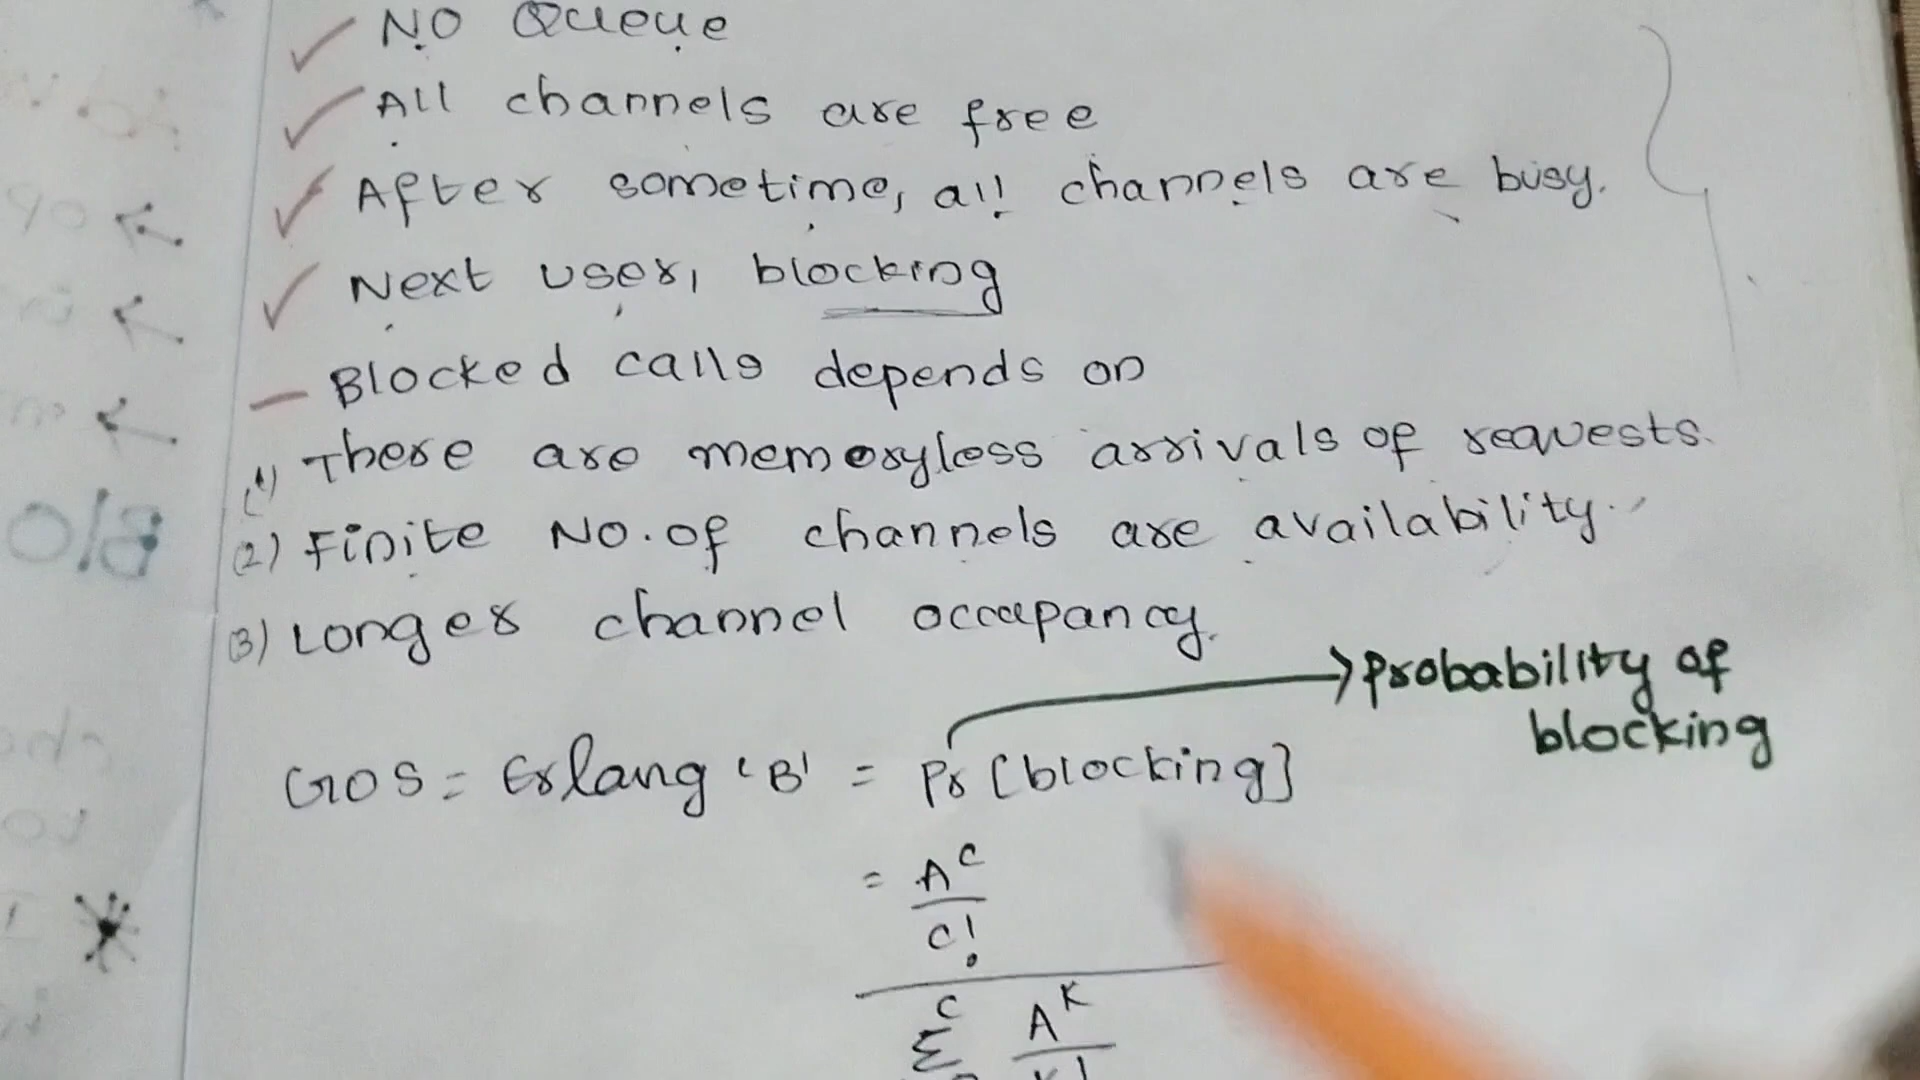 No Queue
All channels are free
After sometime, all channels are busy.
Next user, blocking
- Blocked calls depends on
(1) There are memoryless arrivals of requests.
(2) Finite No. of channels are availability.
(3) Longer channel occupancy.
→ Probability of
blocking
GOS = Erlang 'B' = Pr [blocking]
= A^C
C!
C
Σ A^K
K!